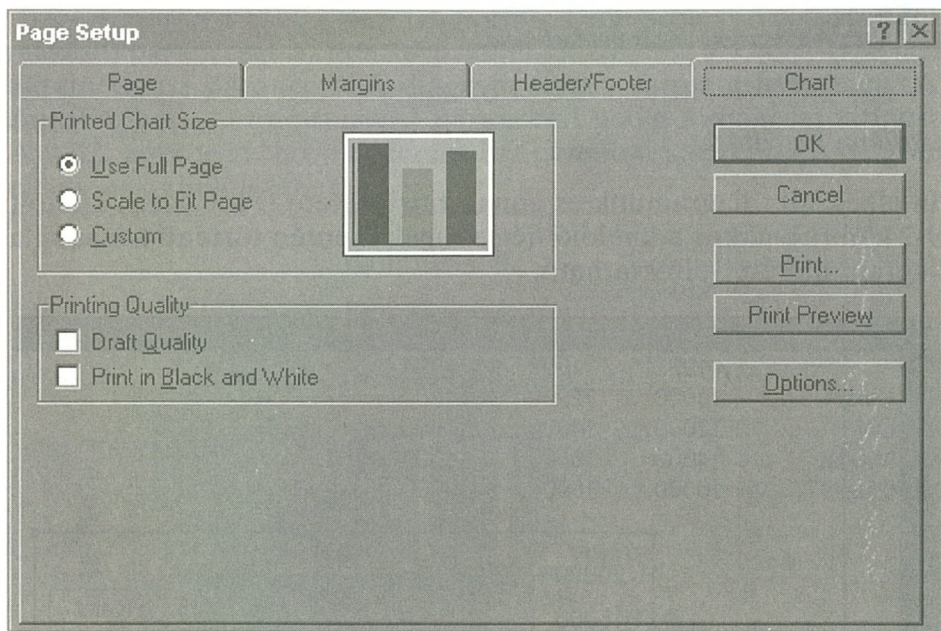 Page Setup
Page Margins Header/Footer Chart
Printed Chart Size
Use Full Page
Scale to Fit Page
Custom
OK
Cancel
Print...
Print Preview
Printing Quality
Draft Quality
Print in Black and White
Options...